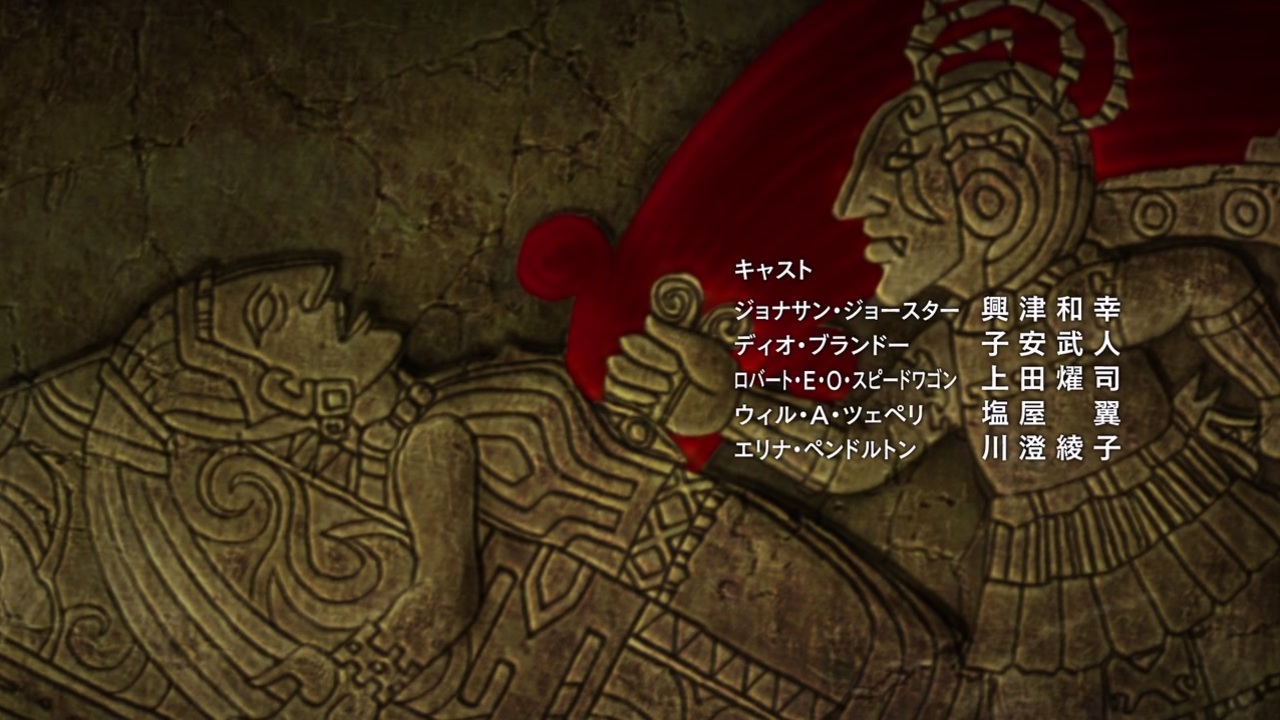 キャスト
ジョナサン・ジョースター 興津和幸
ディオ・ブランドー 子安武人
ロバート・E・O・スピードワゴン 上田燿司
ウィル・A・ツェペリ 塩屋 翼
エリナ・ペンドルトン 川澄綾子